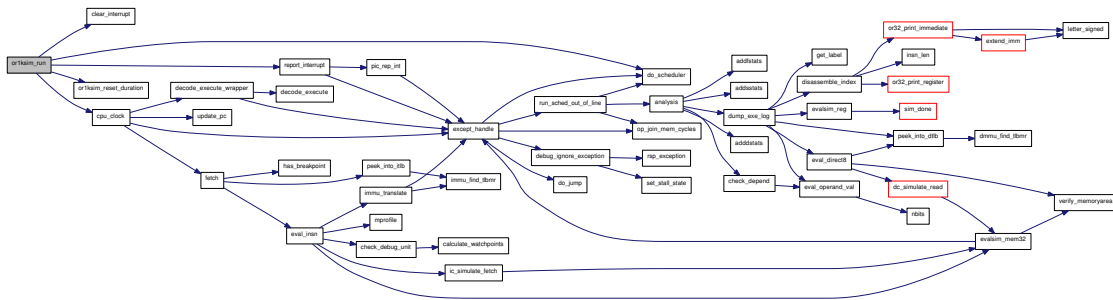 clear_interrupt
or1ksim_run
or1ksim_reset_duration
cpu_clock
report_interrupt
pic_rep_int
decode_execute_wrapper
decode_execute
update_pc
fetch
has_breakpoint
peek_into_itlb
immu_translate
immu_find_tlbmr
eval_insn
mprofile
check_debug_unit
calculate_watchpoints
ic_simulate_fetch
except_handle
do_scheduler
run_sched_out_of_line
op_join_mem_cycles
debug_ignore_exception
rsp_exception
set_stall_state
do_jump
analysis
addlstats
addsstats
dump_exe_log
adddstats
check_depend
get_label
disassemble_index
evalsim_reg
sim_done
eval_direct8
eval_operand_val
nbits
or32_print_immediate
extend_imm
letter_signed
insn_len
or32_print_register
peek_into_dtlb
dmmu_find_tlbmr
dc_simulate_read
evalsim_mem32
verify_memoryarea